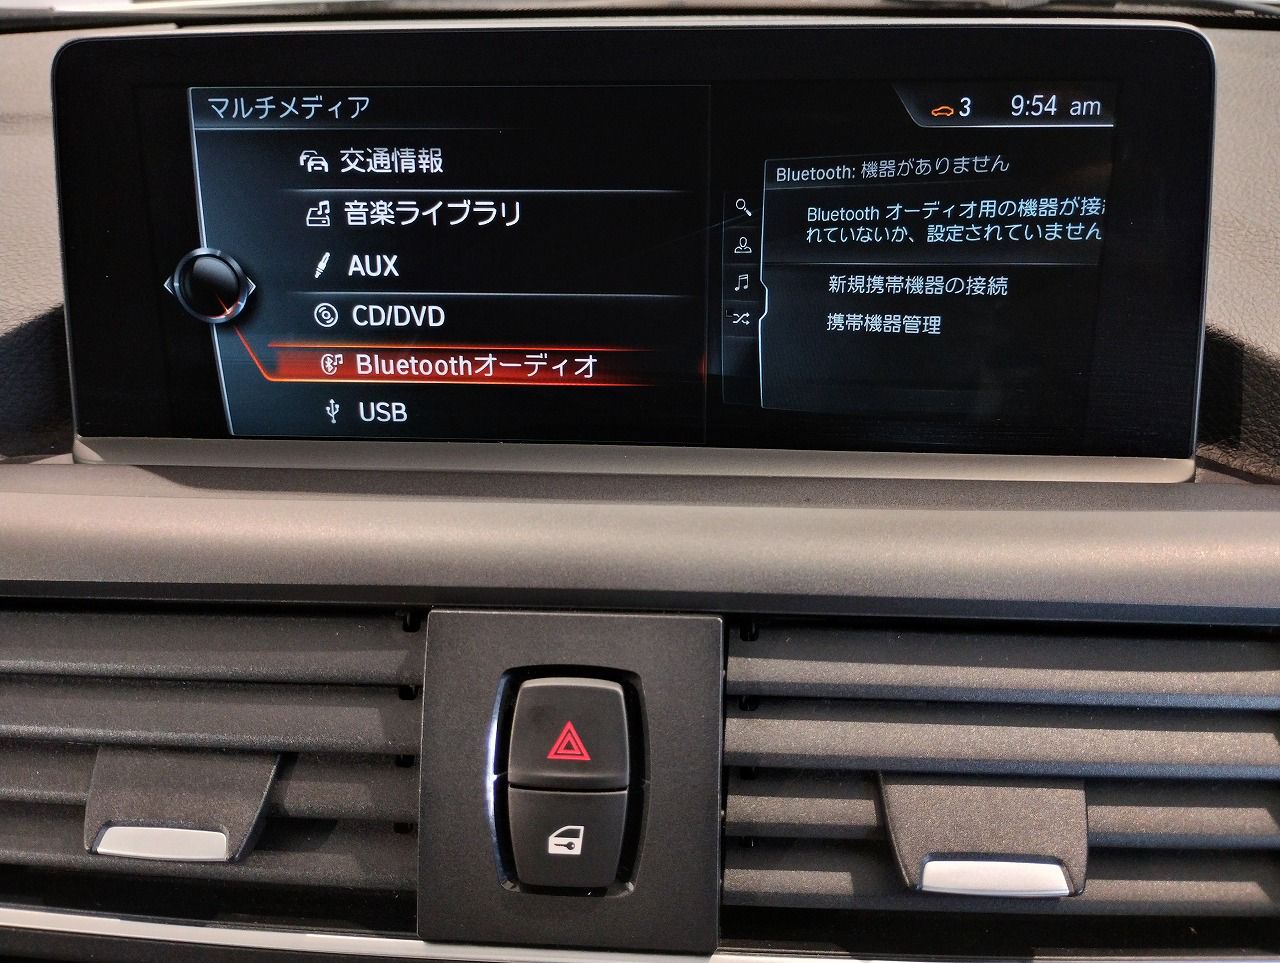 マルチメディア
3 9:54 am
交通情報
音楽ライブラリ
AUX
CD/DVD
Bluetoothオーディオ
USB
Bluetooth: 機器がありません
Bluetooth オーディオ用の機器が接
れていないか、設定されていません
新規携帯機器の接続
携帯機器管理